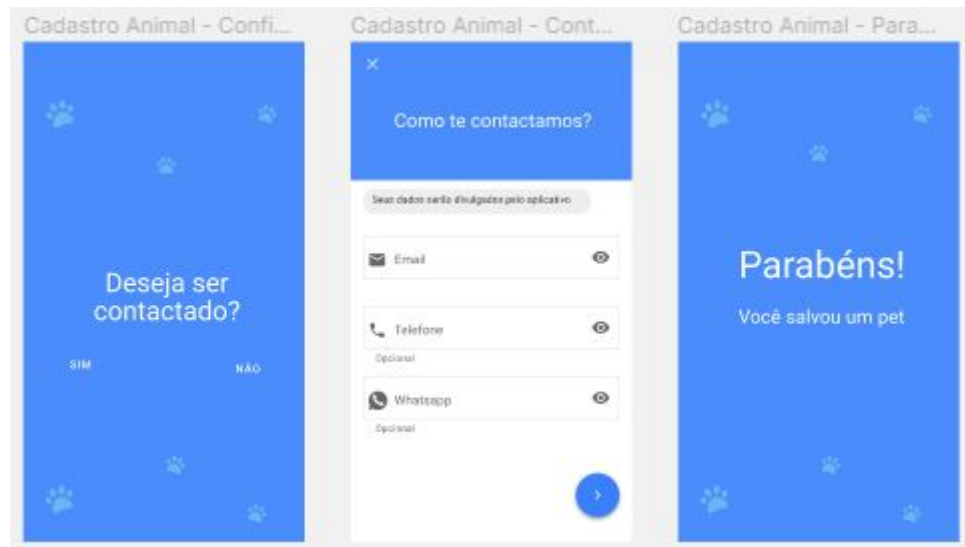 Cadastro Animal - Confi...
Deseja ser
contactado?
SIM
NÃO
Cadastro Animal - Cont...
Como te contactamos?
Seus dados serão divulgados pelo aplicativo
Email
Telefone
Opcional
Whatsapp
Opcional
Cadastro Animal - Para...
Parabéns!
Você salvou um pet